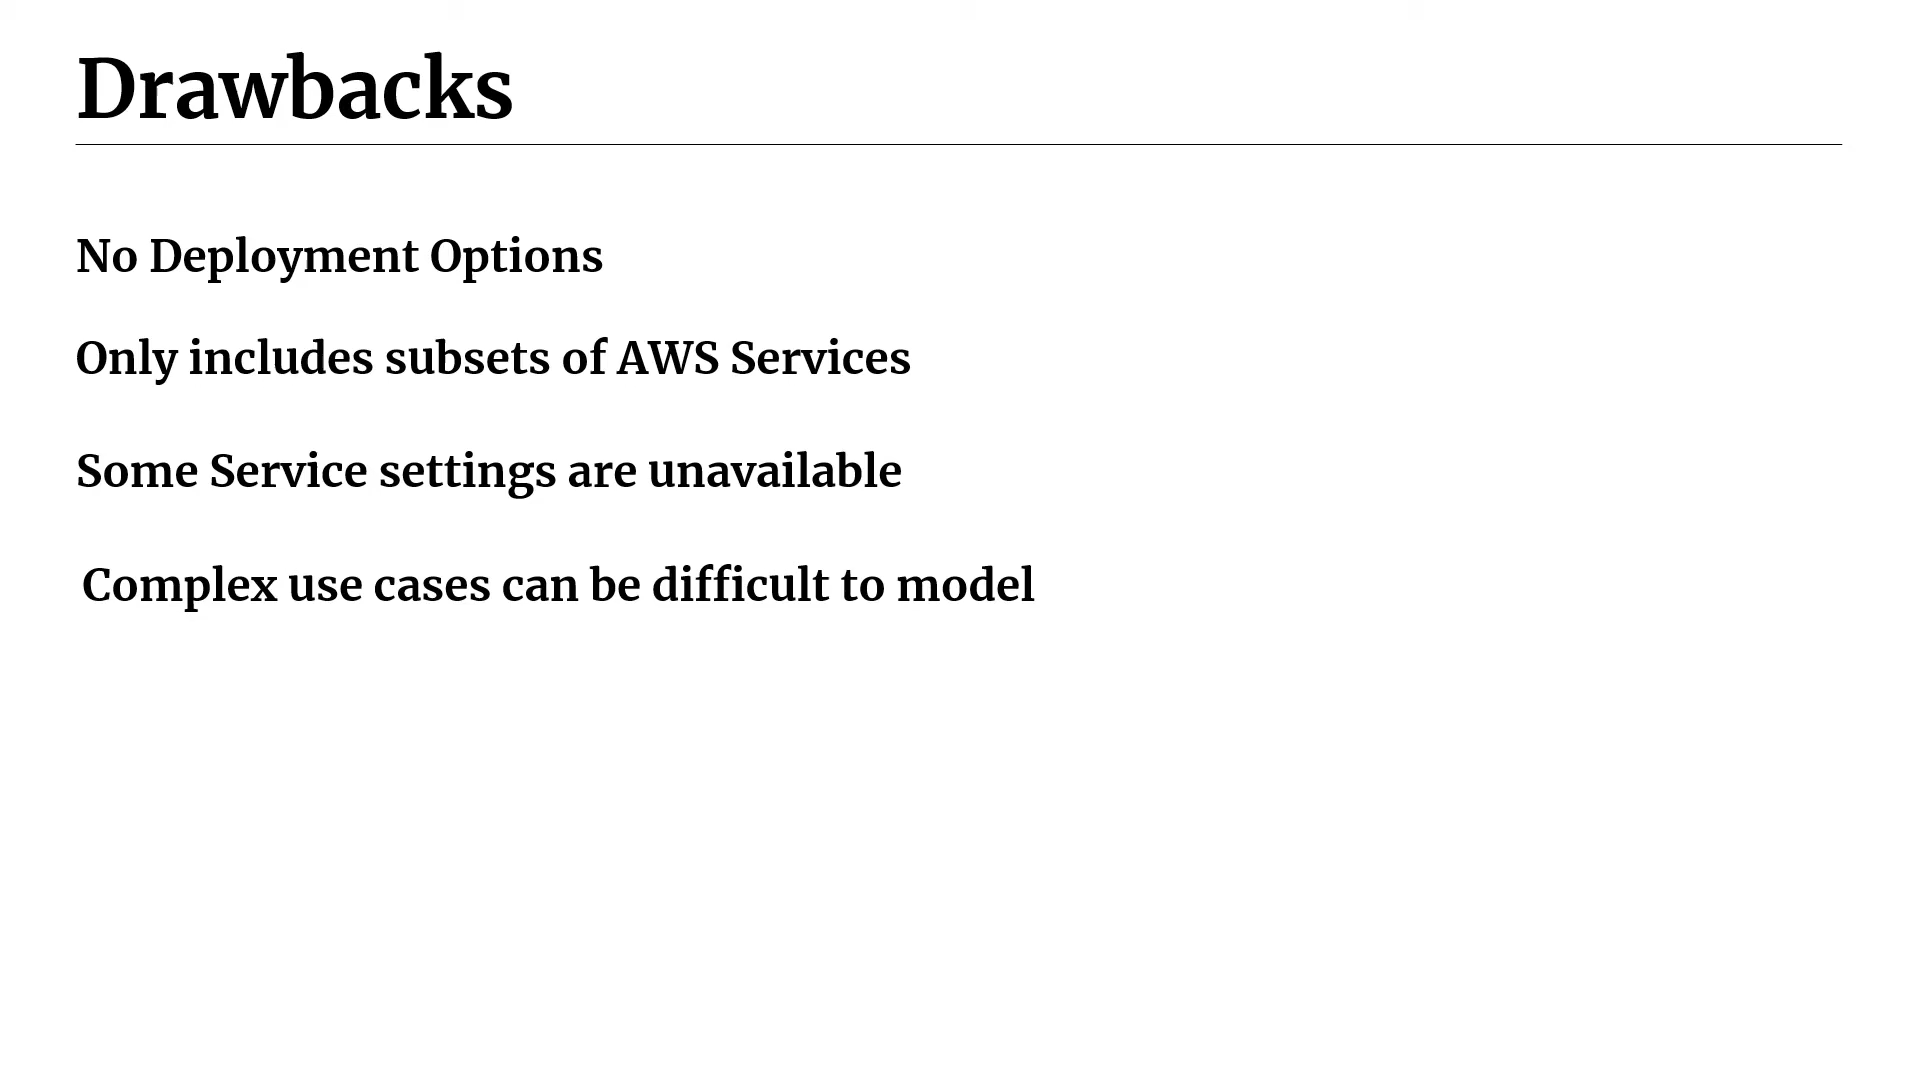 Drawbacks
No Deployment Options
Only includes subsets of AWS Services
Some Service settings are unavailable
Complex use cases can be difficult to model